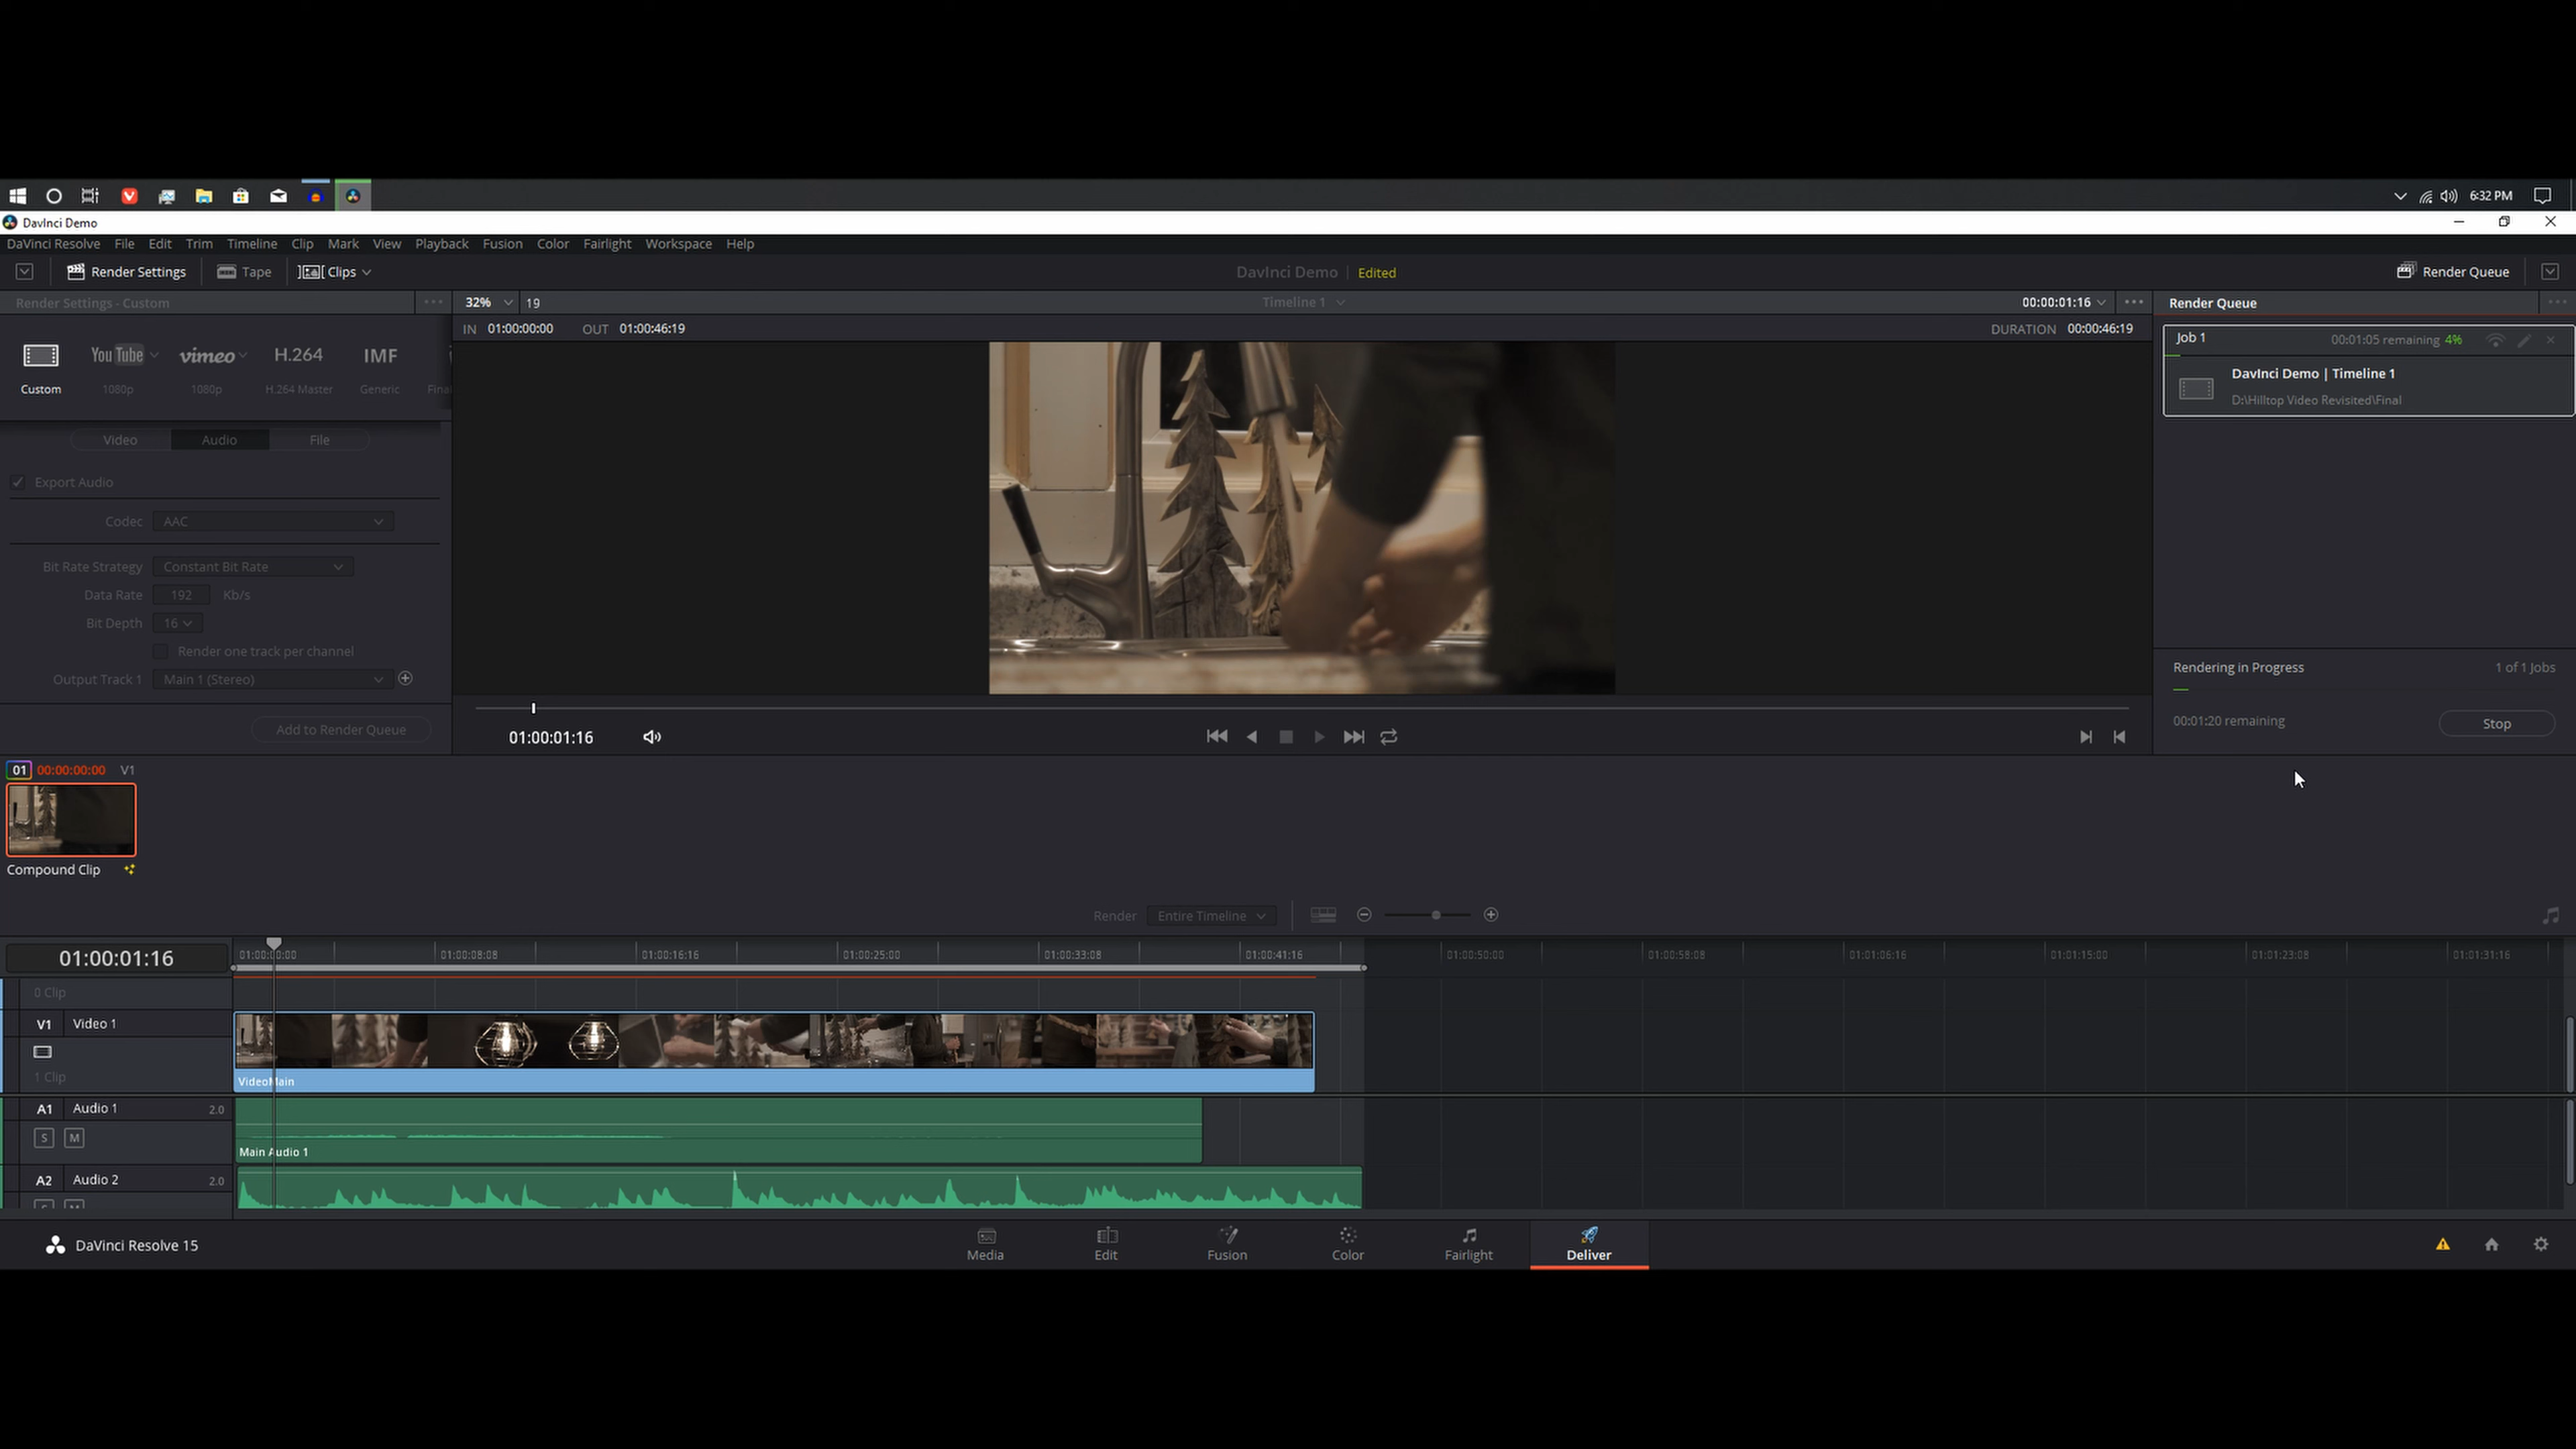 6:32 PM
DavInci Demo
DaVinci Resolve File Edit Trim Timeline Clip Mark View Playback Fusion Color Fairlight Workspace Help
Render Settings Tape Clips DavInci Demo Edited Render Queue
Render Settings - Custom 32% 19 Timeline 1 00:00:01:16 Render Queue
IN 01:00:00:00 OUT 01:00:46:19 DURATION 00:00:46:19
Job 1 00:01:05 remaining 4%
YouTube vimeo H.264 IMF
Custom 1080p 1080p H.264 Master Generic
DavInci Demo | Timeline 1
D:\Hilltop Video Revisited\Final
Video Audio File
Export Audio
Codec AAC
Bit Rate Strategy Constant Bit Rate
Data Rate 192 Kb/s
Bit Depth 16
Render one track per channel
Output Track 1 Main 1 (Stereo)
Add to Render Queue
01:00:01:16
Rendering in Progress 1 of 1 Jobs
00:01:20 remaining Stop
01 00:00:00:00 V1
Compound Clip
Render Entire Timeline
01:00:01:16 01:00:00:00 01:00:08:08 01:00:16:16 01:00:25:00 01:00:33:08 01:00:41:16 01:00:50:00 01:00:58:08 01:01:06:16 01:01:15:00 01:01:23:08 01:01:31:16
0 Clip
V1 Video 1
1 Clip
VideoMain
A1 Audio 1 2.0
S M
Main Audio 1
A2 Audio 2 2.0
S M
DaVinci Resolve 15 Media Edit Fusion Color Fairlight Deliver